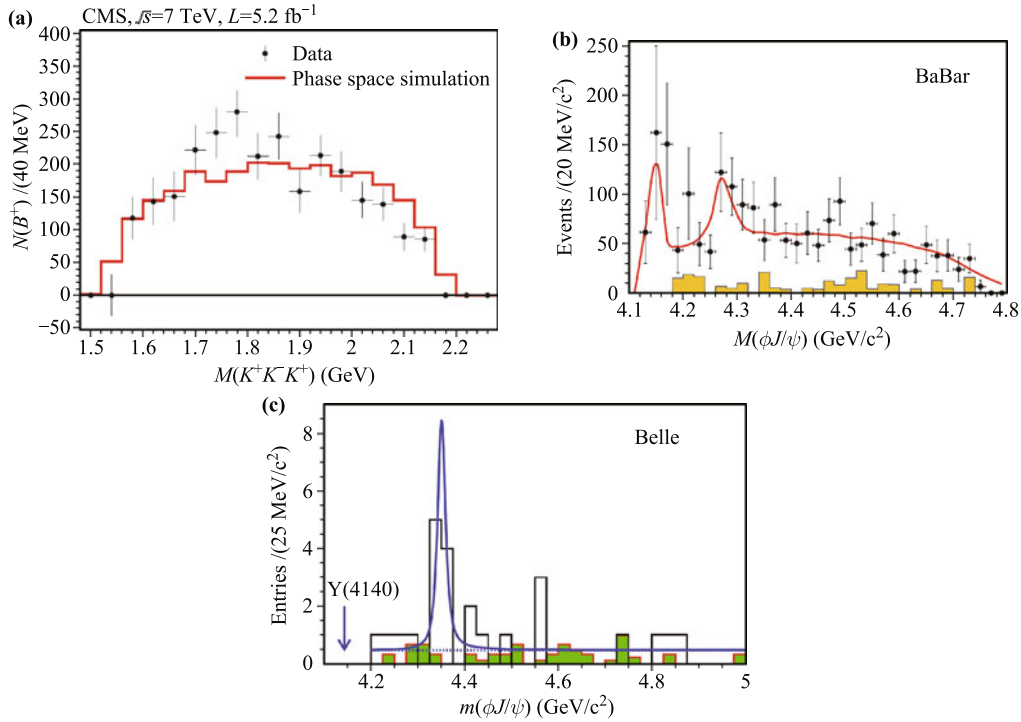 (a)
CMS, √s=7 TeV, L=5.2 fb⁻¹
N(B⁺) /(40 MeV)
400
350
300
250
200
150
100
50
0
−50
Data
Phase space simulation
1.5 1.6 1.7 1.8 1.9 2.0 2.1 2.2
M(K⁺K⁻K⁺) (GeV)
(b)
BaBar
Events /(20 MeV/c²)
250
200
150
100
50
0
4.1 4.2 4.3 4.4 4.5 4.6 4.7 4.8
M(ϕJ/ψ) (GeV/c²)
(c)
Belle
Entries /(25 MeV/c²)
8
6
4
2
0
Y(4140)
4.2 4.4 4.6 4.8 5
m(ϕJ/ψ) (GeV/c²)